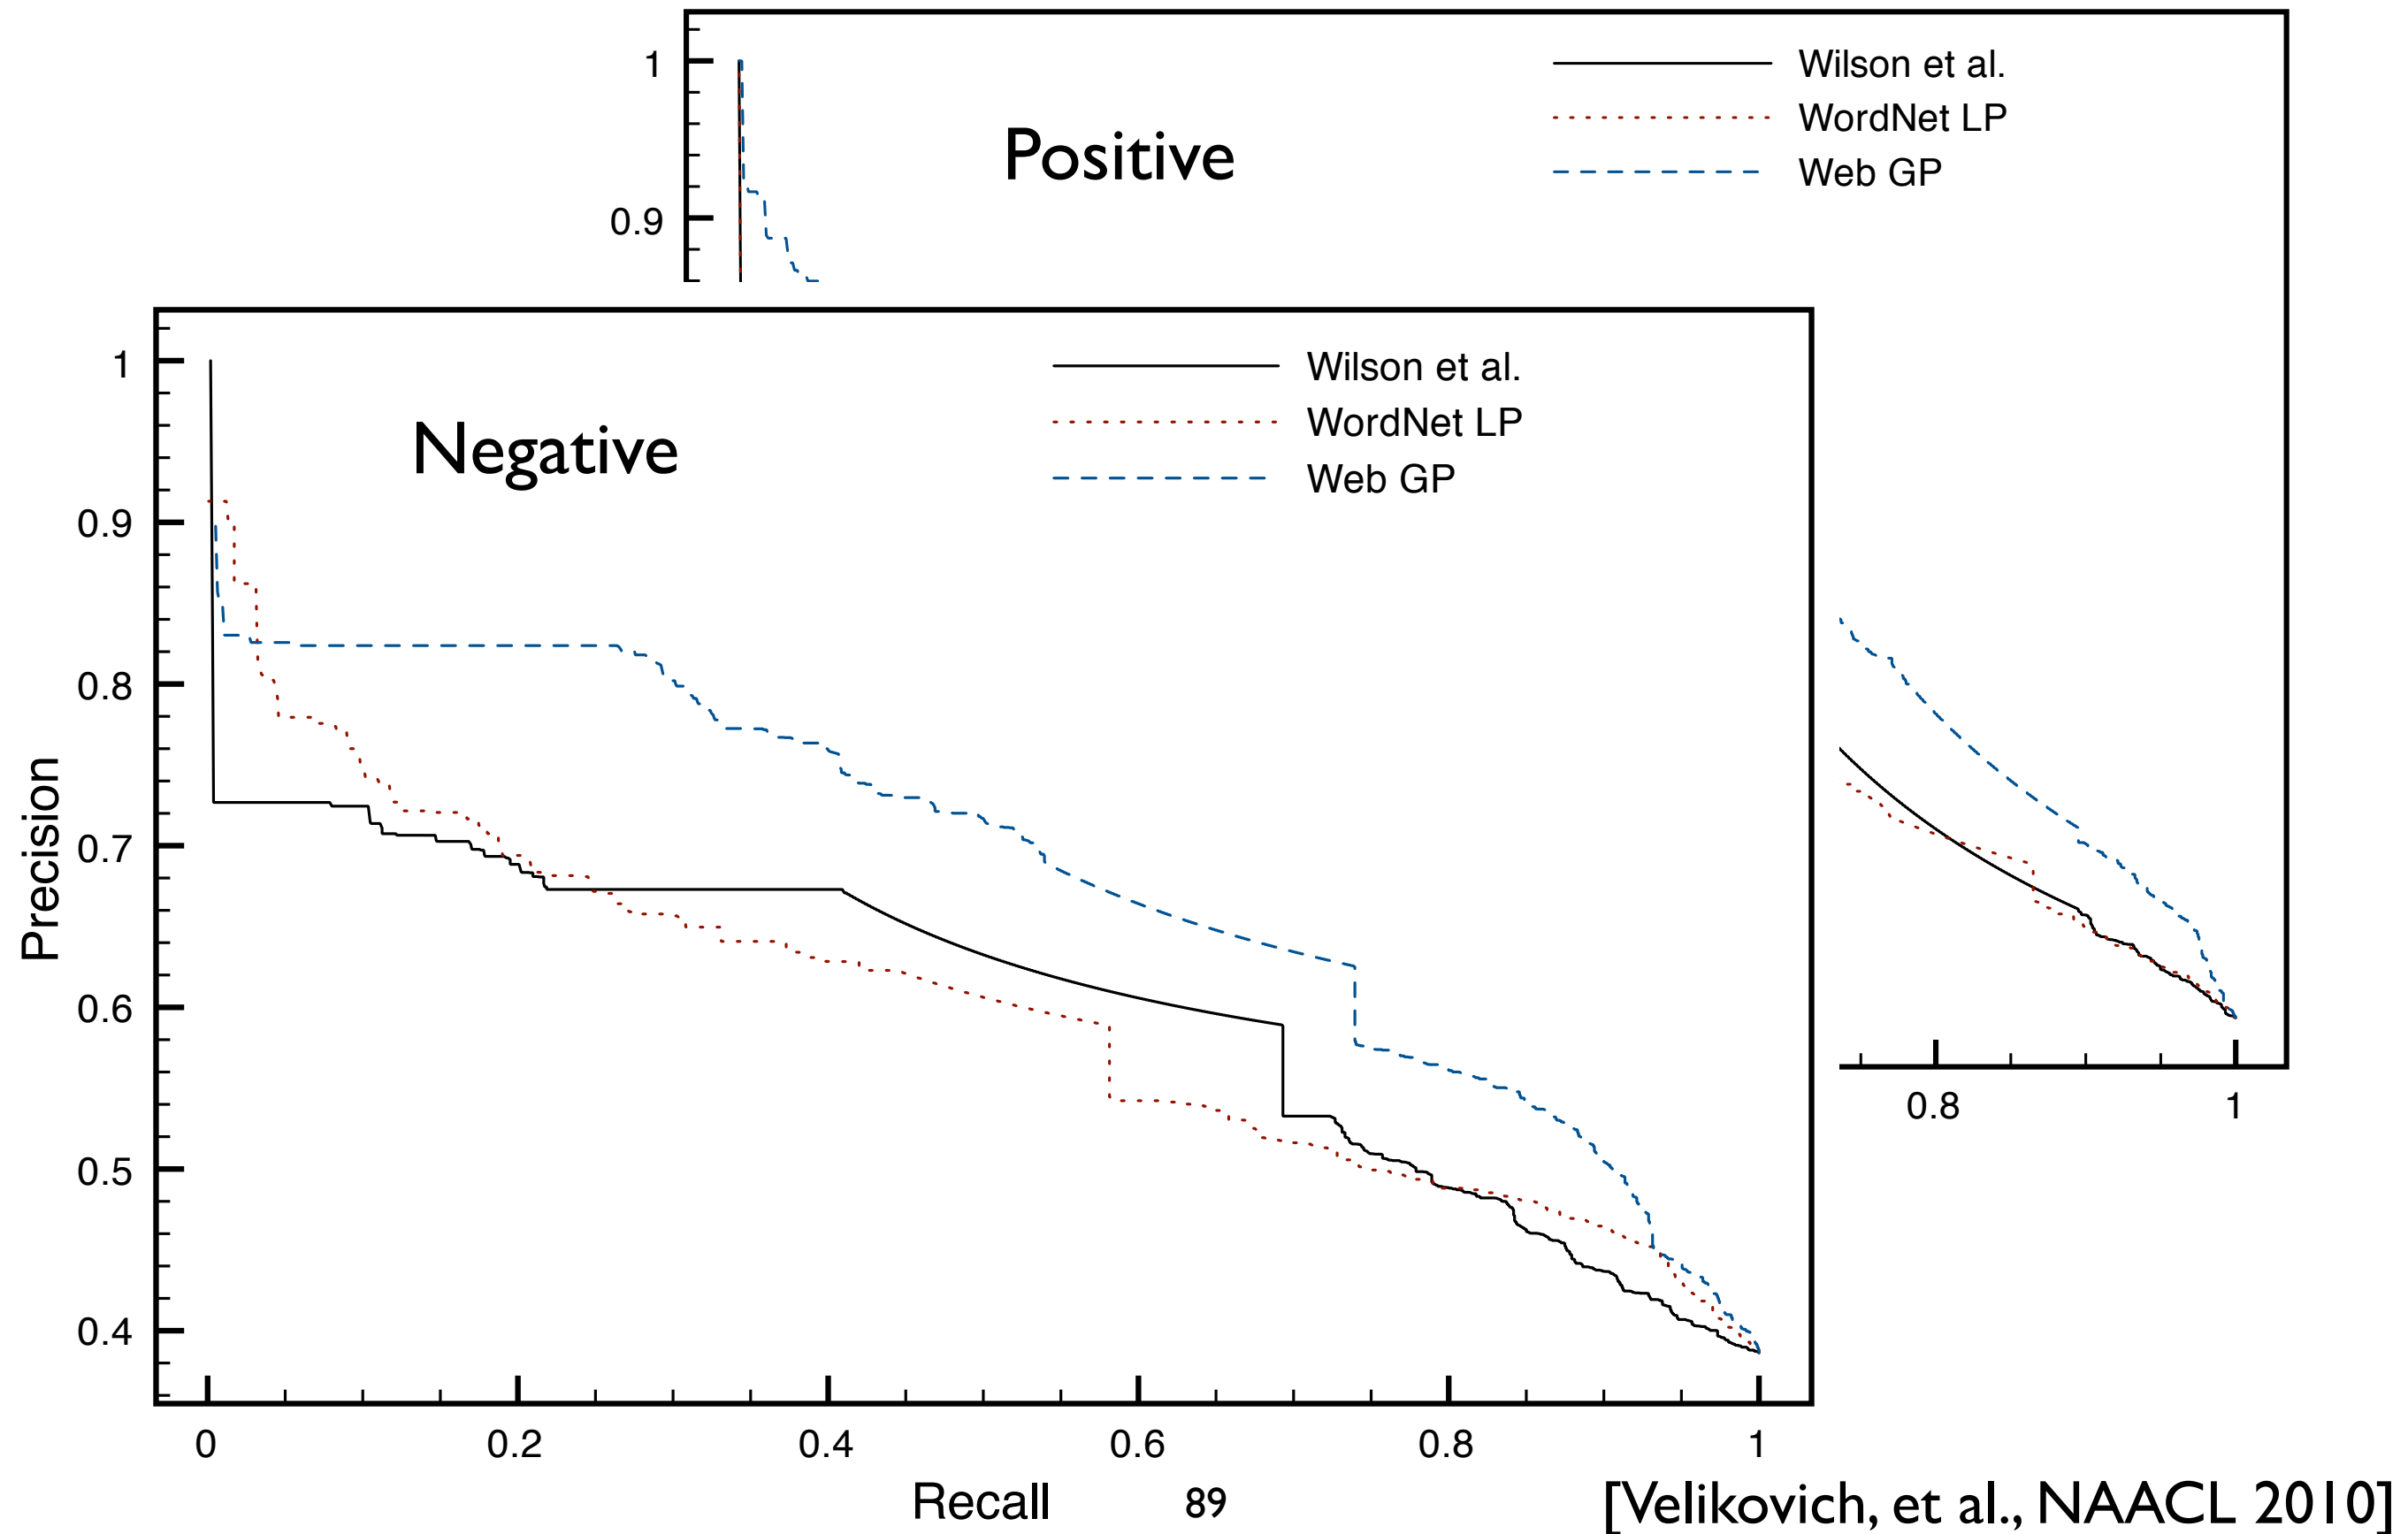 1
0.9
Positive
Wilson et al.
WordNet LP
Web GP
0.8
1
1
0.9
0.8
0.7
0.6
0.5
0.4
Negative
Wilson et al.
WordNet LP
Web GP
Precision
0
0.2
0.4
0.6
0.8
1
Recall
89
[Velikovich, et al., NAACL 2010]